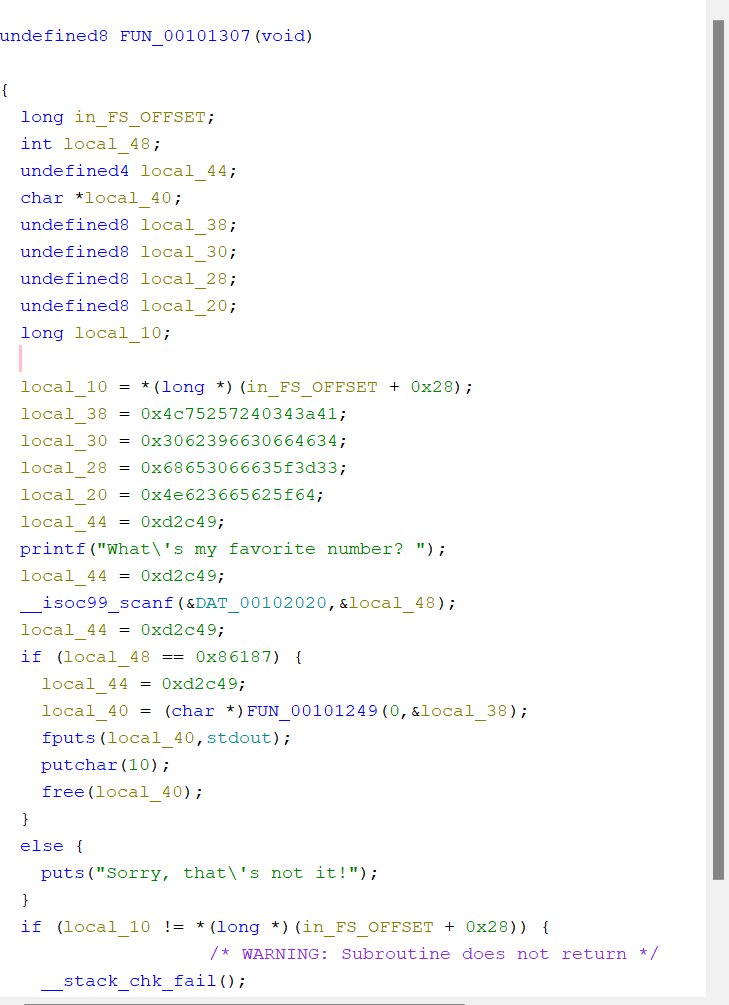 undefined8 FUN_00101307(void)
{
long in_FS_OFFSET;
int local_48;
undefined4 local_44;
char *local_40;
undefined8 local_38;
undefined8 local_30;
undefined8 local_28;
undefined8 local_20;
long local_10;
local_10 = *(long *)(in_FS_OFFSET + 0x28);
local_38 = 0x4c75257240343a41;
local_30 = 0x3062396630664634;
local_28 = 0x68653066635f3d33;
local_20 = 0x4e623665625f64;
local_44 = 0xd2c49;
printf("What\'s my favorite number? ");
local_44 = 0xd2c49;
__isoc99_scanf(&DAT_00102020,&local_48);
local_44 = 0xd2c49;
if (local_48 == 0x86187) {
local_44 = 0xd2c49;
local_40 = (char *)FUN_00101249(0,&local_38);
fputs(local_40,stdout);
putchar(10);
free(local_40);
}
else {
puts("Sorry, that\'s not it!");
}
if (local_10 != *(long *)(in_FS_OFFSET + 0x28)) {
/* WARNING: Subroutine does not return */
__stack_chk_fail();